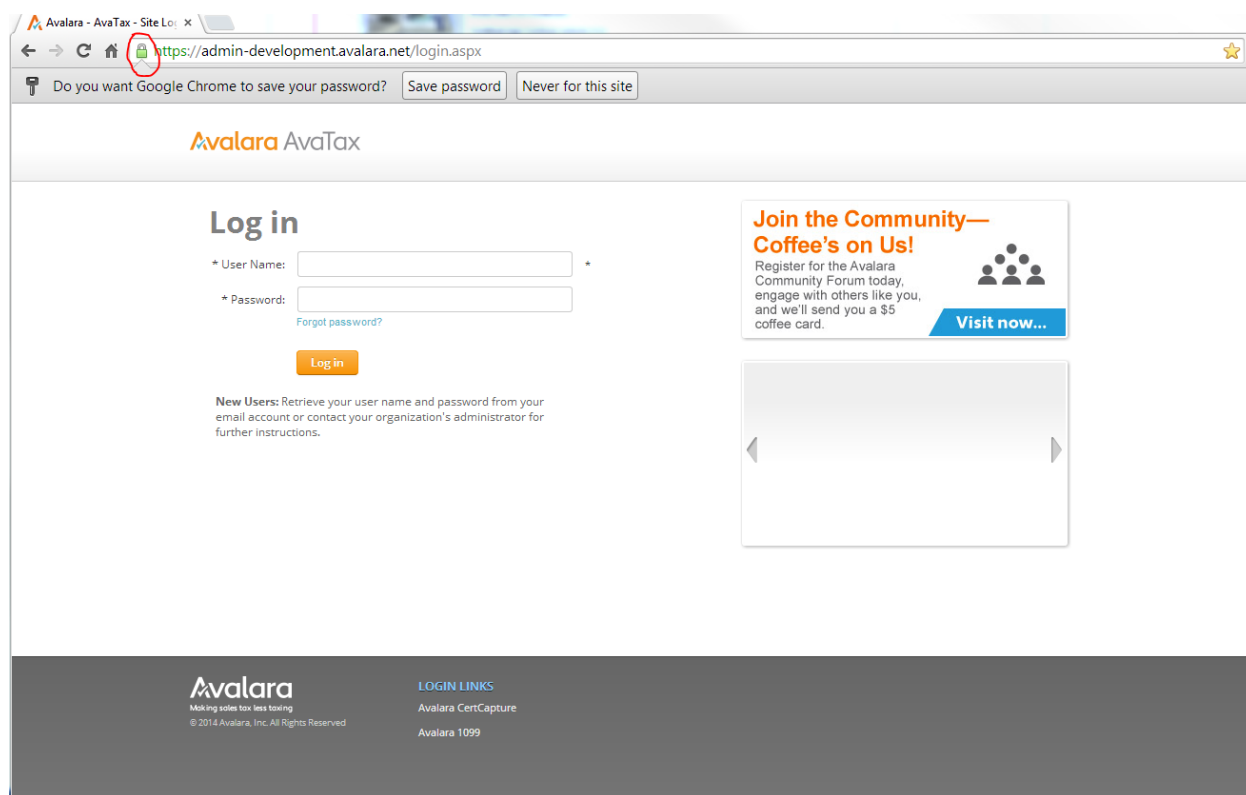 Avalara - AvaTax - Site Lo
https://admin-development.avalara.net/login.aspx
Do you want Google Chrome to save your password? Save password Never for this site
Avalara AvaTax
Log in
* User Name: *
* Password:
Forgot password?
Log in
New Users: Retrieve your user name and password from your
email account or contact your organization's administrator for
further instructions.
Join the Community—
Coffee's on Us!
Register for the Avalara
Community Forum today,
engage with others like you,
and we'll send you a $5
coffee card.
Visit now...
Avalara
Making sales tax less taxing
© 2014 Avalara, Inc. All Rights Reserved
LOGIN LINKS
Avalara CertCapture
Avalara 1099